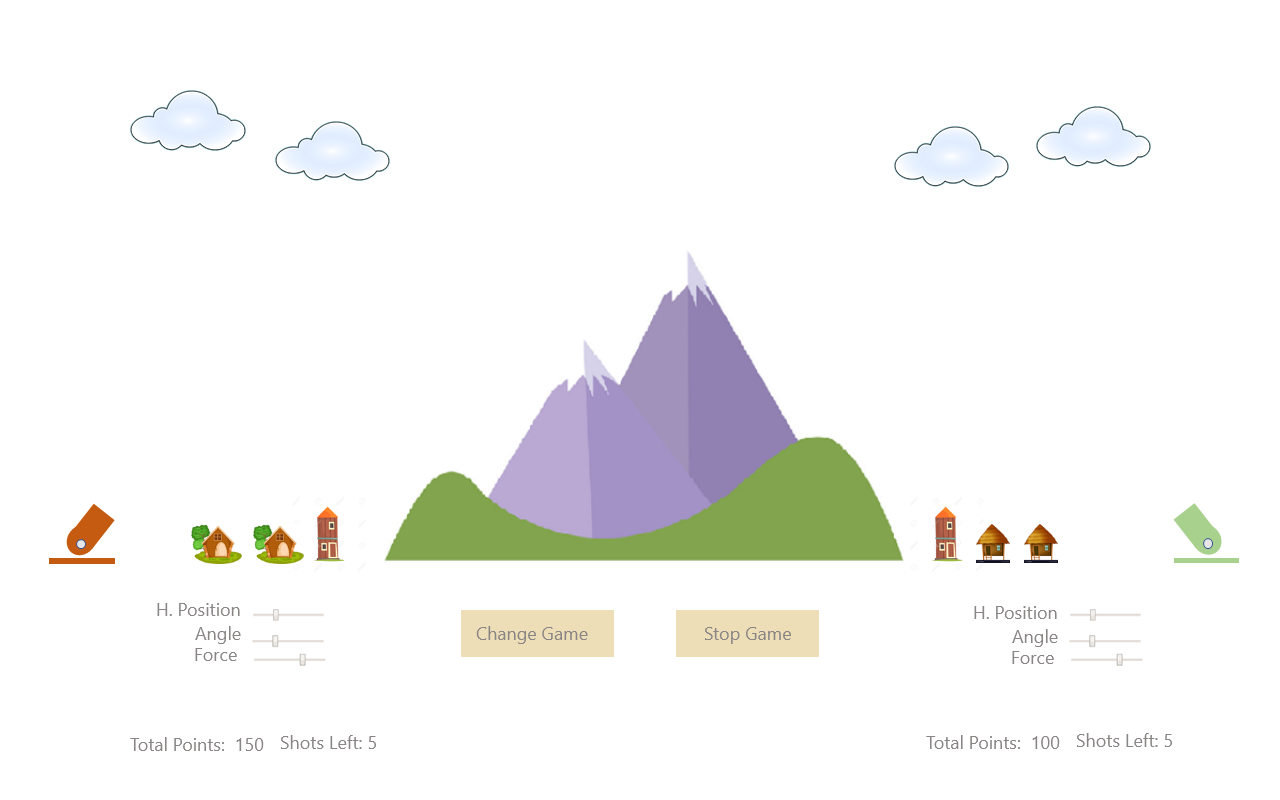 H. Position
Angle
Force
Change Game
Stop Game
H. Position
Angle
Force
Total Points: 150 Shots Left: 5
Total Points: 100 Shots Left: 5